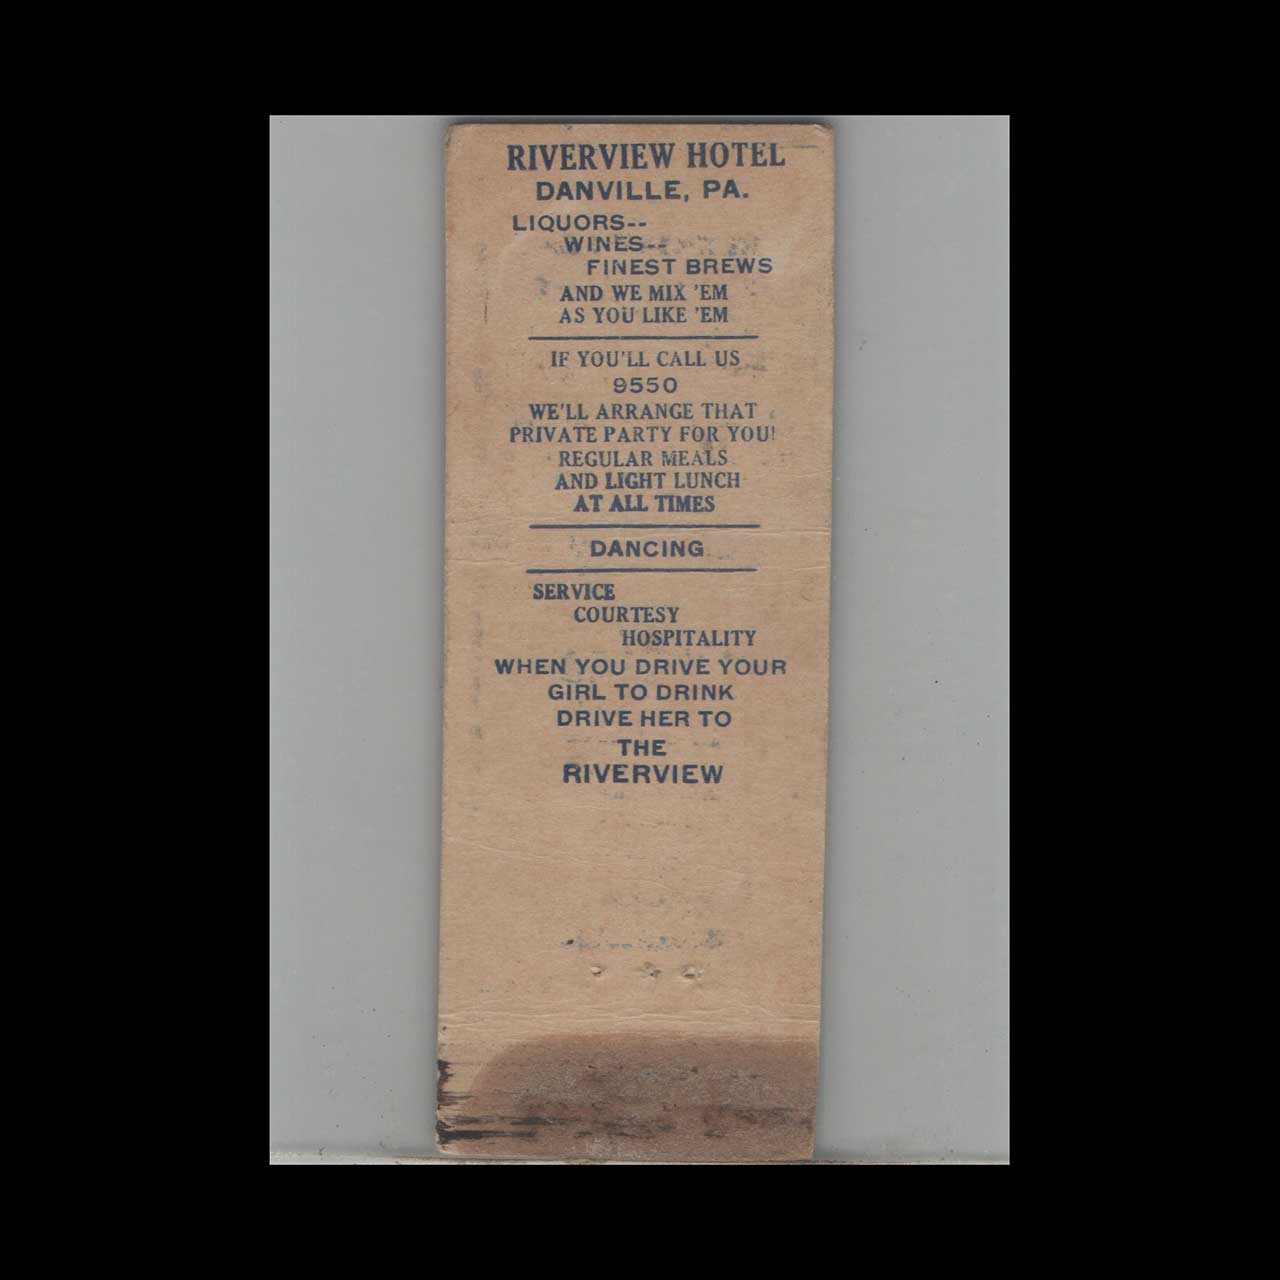 RIVERVIEW HOTEL
DANVILLE, PA.
LIQUORS--
WINES--
FINEST BREWS
AND WE MIX 'EM
AS YOU LIKE 'EM
IF YOU'LL CALL US
9550
WE'LL ARRANGE THAT
PRIVATE PARTY FOR YOU!
REGULAR MEALS
AND LIGHT LUNCH
AT ALL TIMES
DANCING
SERVICE
COURTESY
HOSPITALITY
WHEN YOU DRIVE YOUR
GIRL TO DRINK
DRIVE HER TO
THE
RIVERVIEW